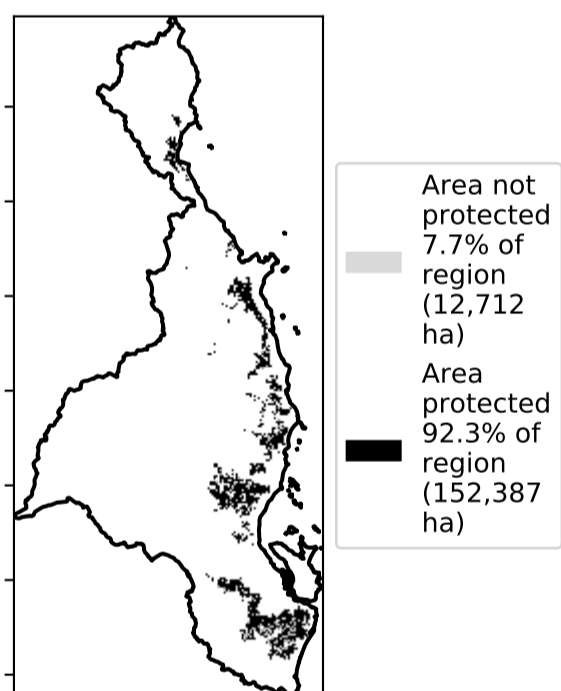 Area not
protected
7.7% of
region
(12,712
ha)
Area
protected
92.3% of
region
(152,387
ha)